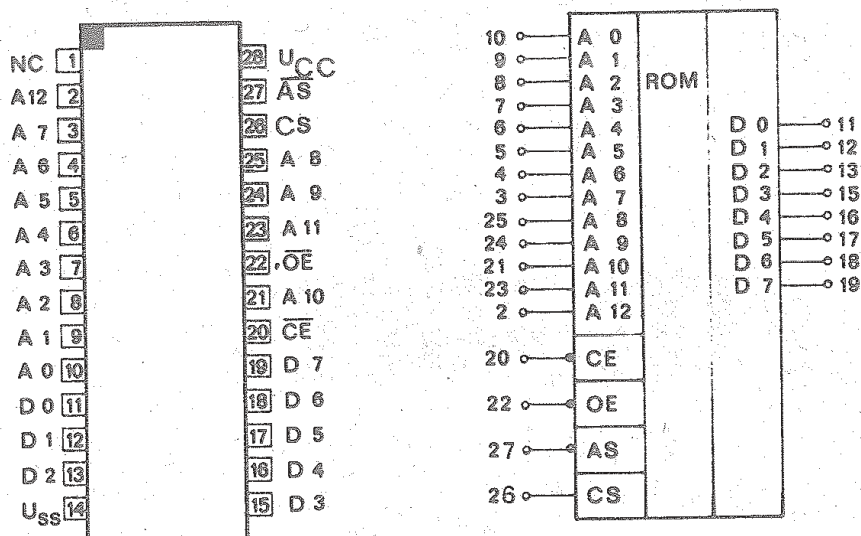 NC 1
A12 2
A 7 3
A 6 4
A 5 5
A 4 6
A 3 7
A 2 8
A 1 9
A 0 10
D 0 11
D 1 12
D 2 13
USS 14
28 UCC
27 A̅S̅
26 CS
25 A 8
24 A 9
23 A 11
22 O̅E̅
21 A 10
20 C̅E̅
19 D 7
18 D 6
17 D 5
16 D 4
15 D 3
ROM
10 A 0
9 A 1
8 A 2
7 A 3
6 A 4
5 A 5
4 A 6
3 A 7
25 A 8
24 A 9
21 A 10
23 A 11
2 A 12
20 CE
22 OE
27 AS
26 CS
D 0 11
D 1 12
D 2 13
D 3 15
D 4 16
D 5 17
D 6 18
D 7 19